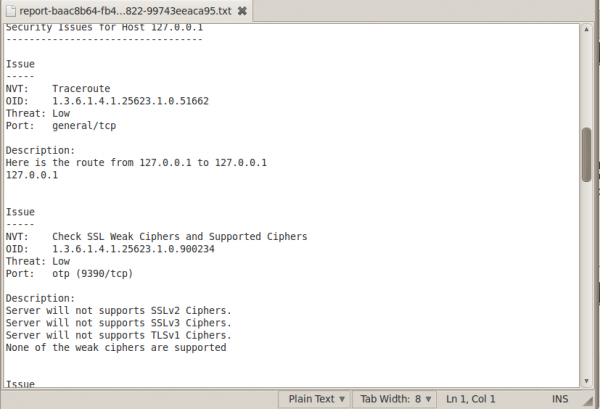 report-baac8b64-fb4...822-99743eeaca95.txt
Security Issues for Host 127.0.0.1
----------------------------------
Issue
-----
NVT:    Traceroute
OID:    1.3.6.1.4.1.25623.1.0.51662
Threat: Low
Port:   general/tcp
Description:
Here is the route from 127.0.0.1 to 127.0.0.1
127.0.0.1
Issue
-----
NVT:    Check SSL Weak Ciphers and Supported Ciphers
OID:    1.3.6.1.4.1.25623.1.0.900234
Threat: Low
Port:   otp (9390/tcp)
Description:
Server will not supports SSLv2 Ciphers.
Server will not supports SSLv3 Ciphers.
Server will not supports TLSv1 Ciphers.
None of the weak ciphers are supported
Issue
Plain Text Tab Width: 8 Ln 1, Col 1 INS